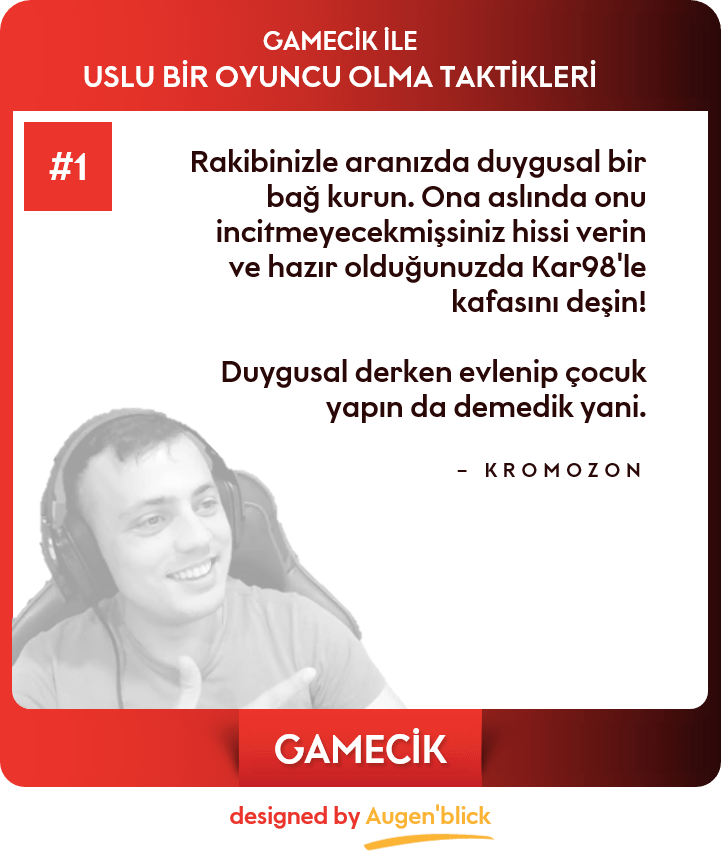 GAMECİK İLE
USLU BİR OYUNCU OLMA TAKTİKLERİ
#1
Rakibinizle aranızda duygusal bir
bağ kurun. Ona aslında onu
incitmeyecekmişsiniz hissi verin
ve hazır olduğunuzda Kar98'le
kafasını deşin!
Duygusal derken evlenip çocuk
yapın da demedik yani.
– KROMOZON
GAMECİK
designed by Augen'blick